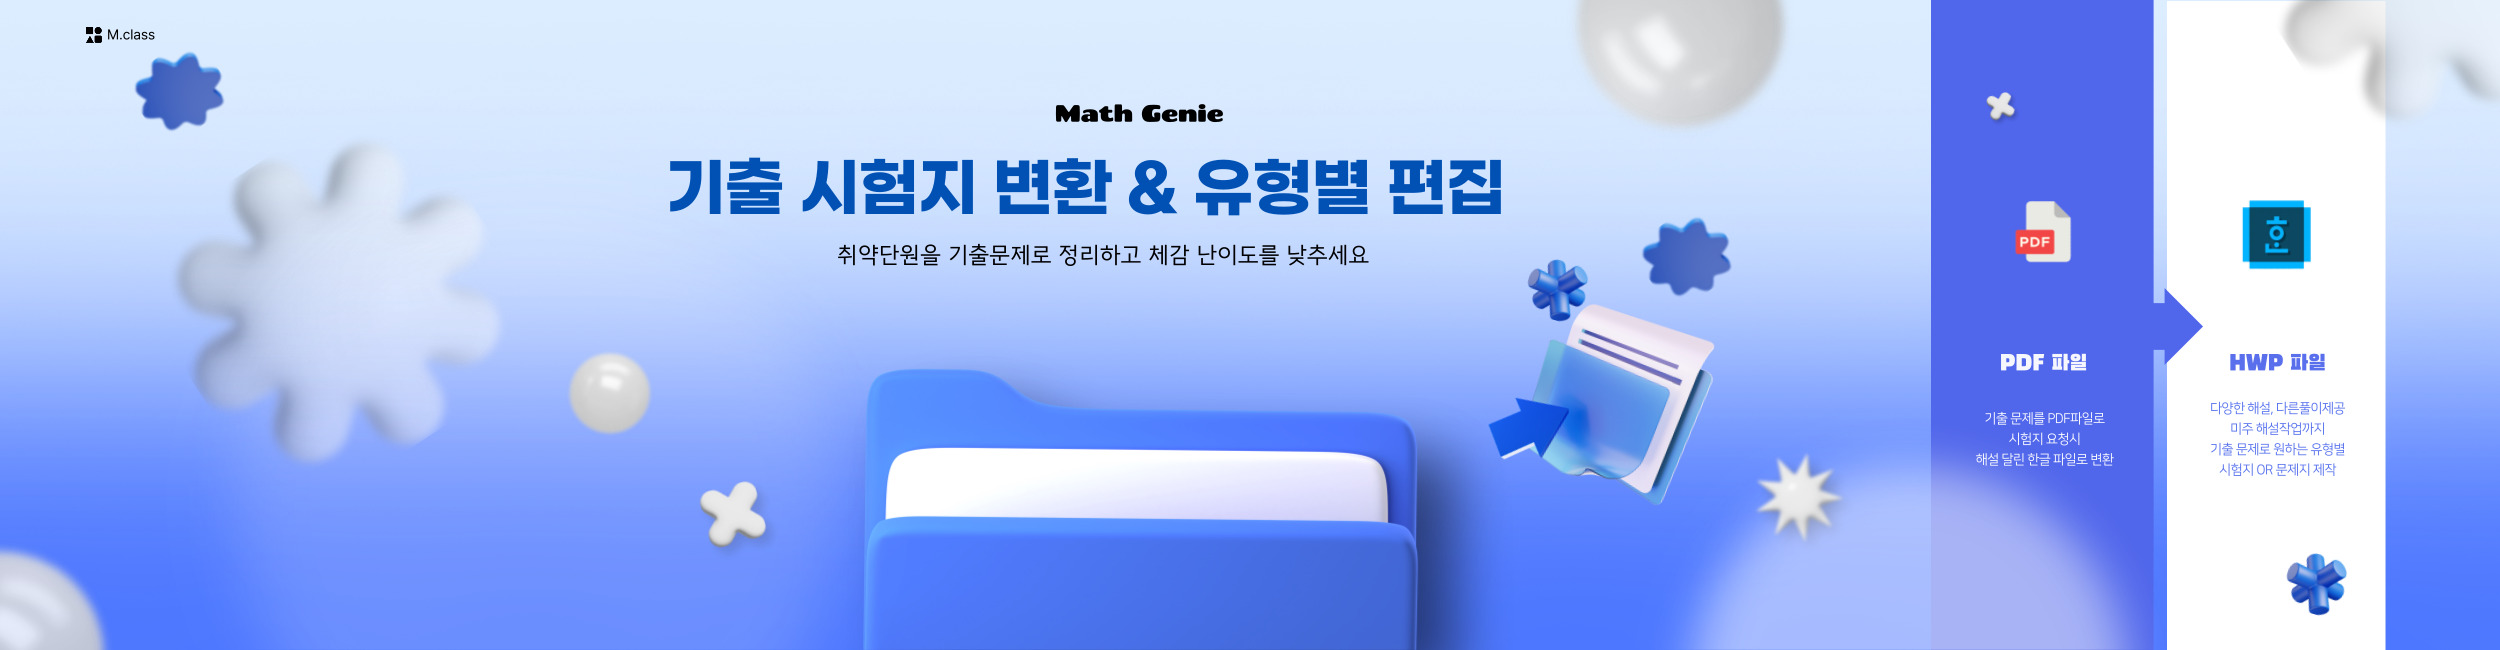 M.class
Math Genie
기출 시험지 변환 & 유형별 편집
취약단원을 기출문제로 정리하고 체감 난이도를 낮추세요
PDF
PDF 파일
기출 문제를 PDF파일로
시험지 요청시
해설 달린 한글 파일로 변환
흔
HWP 파일
다양한 해설, 다른풀이제공
미주 해설작업까지
기출 문제로 원하는 유형별
시험지 OR 문제지 제작